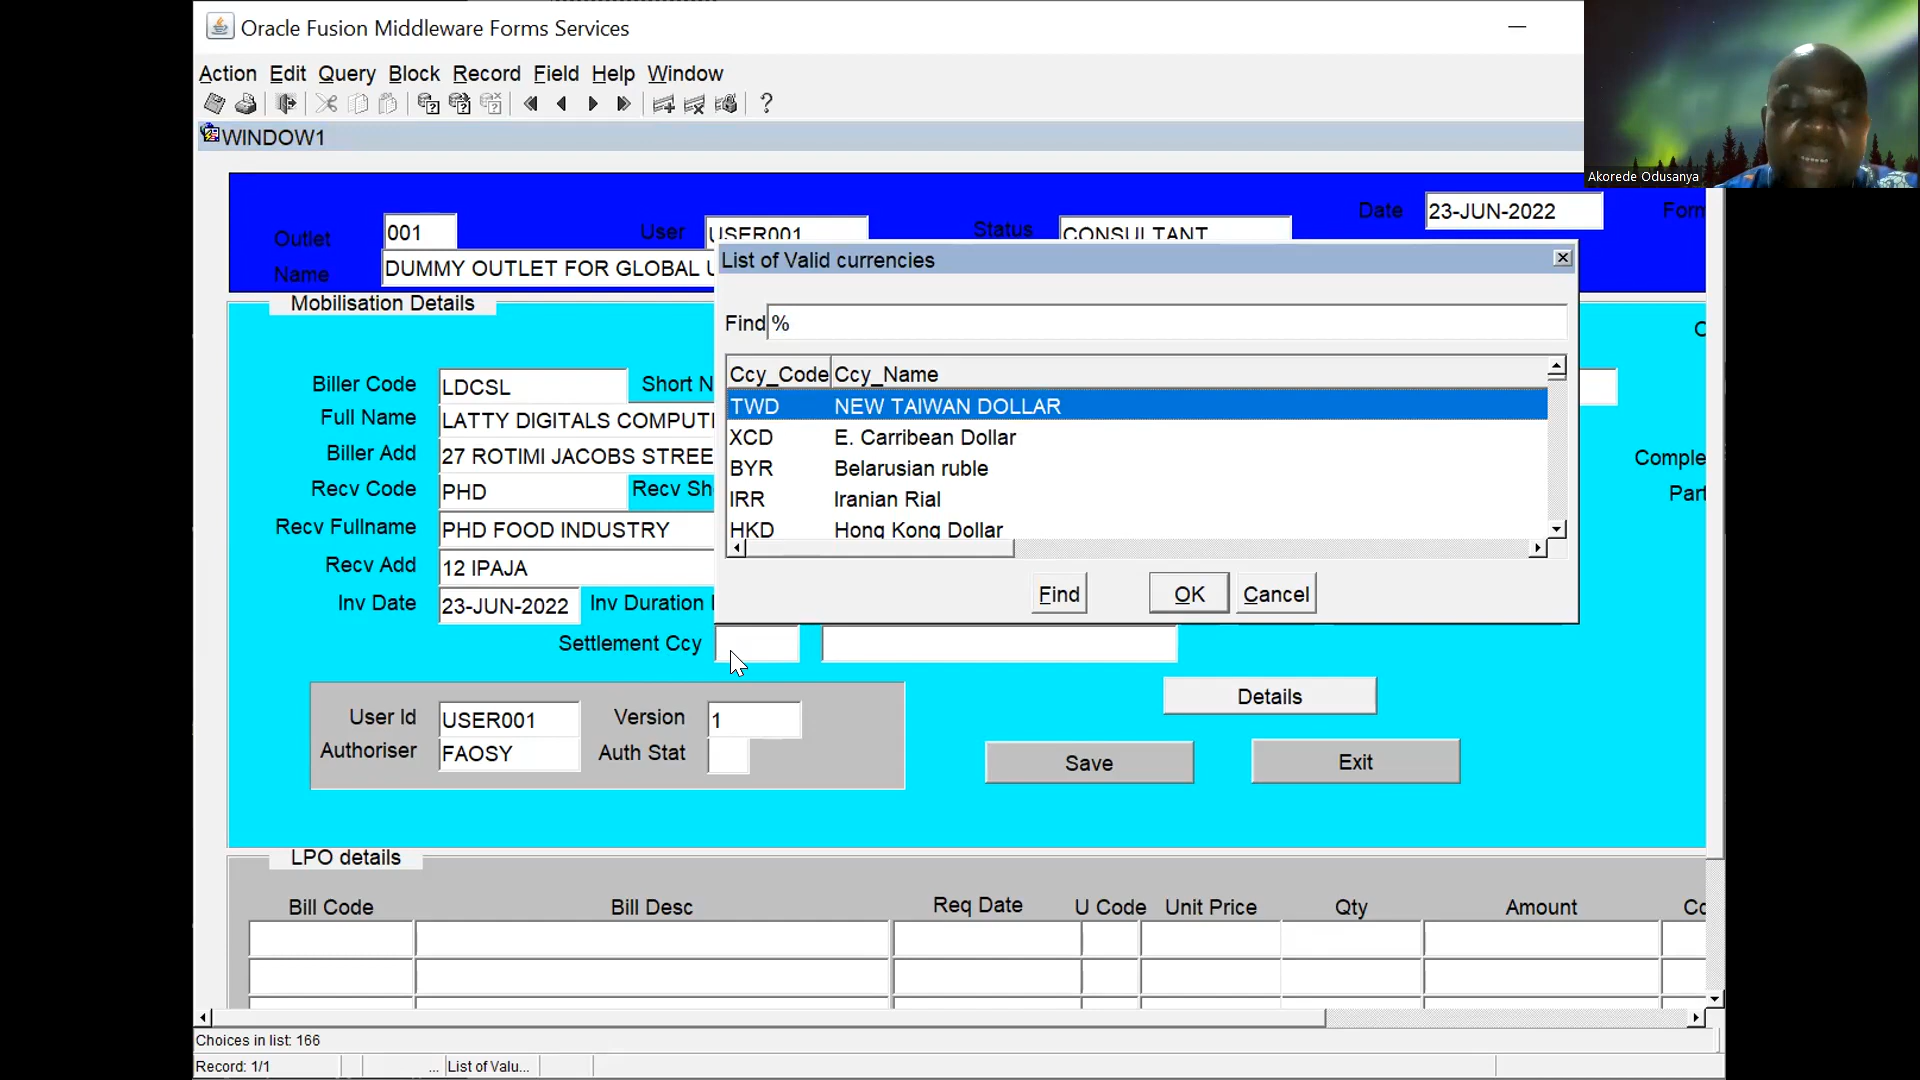 Oracle Fusion Middleware Forms Services
Action Edit Query Block Record Field Help Window
WINDOW1
Akorede Odusanya
Outlet 001 User USER001 Status CONSULTANT Date 23-JUN-2022 Form
Name DUMMY OUTLET FOR GLOBAL U
List of Valid currencies
Find %
Ccy_Code Ccy_Name
TWD NEW TAIWAN DOLLAR
XCD E. Carribean Dollar
BYR Belarusian ruble
IRR Iranian Rial
HKD Hong Kong Dollar
Find OK Cancel
Mobilisation Details
Biller Code LDCSL Short N
Full Name LATTY DIGITALS COMPUT
Biller Add 27 ROTIMI JACOBS STREE
Comple
Recv Code PHD Recv Sh
Part
Recv Fullname PHD FOOD INDUSTRY
Recv Add 12 IPAJA
Inv Date 23-JUN-2022 Inv Duration
Settlement Ccy
Details
User Id USER001 Version 1
Authoriser FAOSY Auth Stat
Save Exit
LPO details
Bill Code Bill Desc Req Date U Code Unit Price Qty Amount Co
Choices in list: 166
Record: 1/1 ... List of Valu...